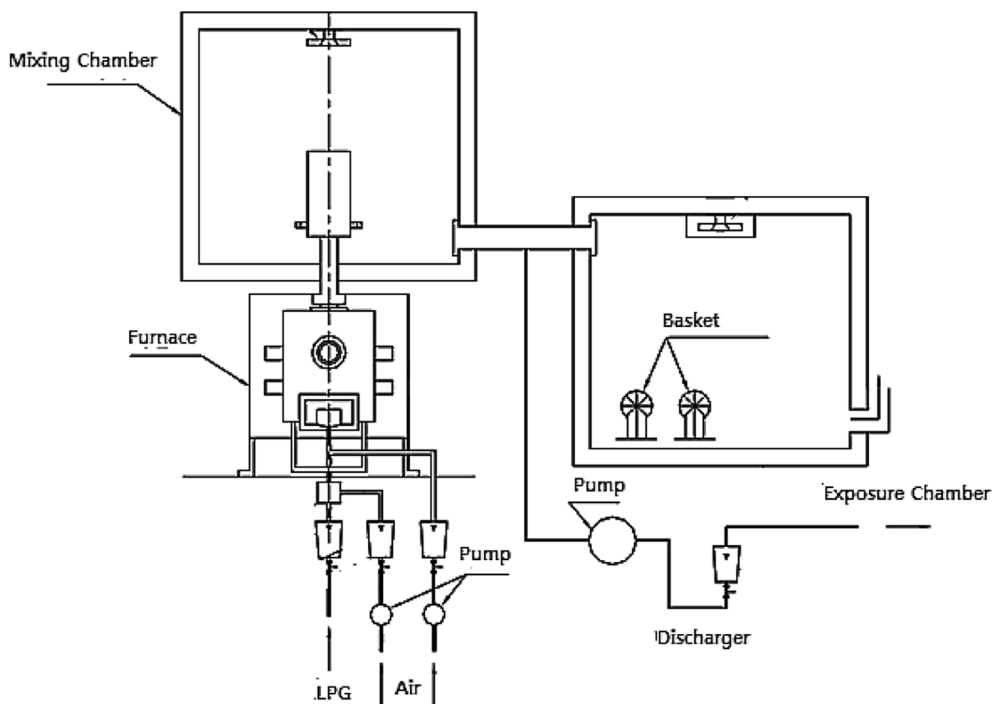 Mixing Chamber
Furnace
Basket
Pump
Exposure Chamber
Pump
Discharger
LPG
Air